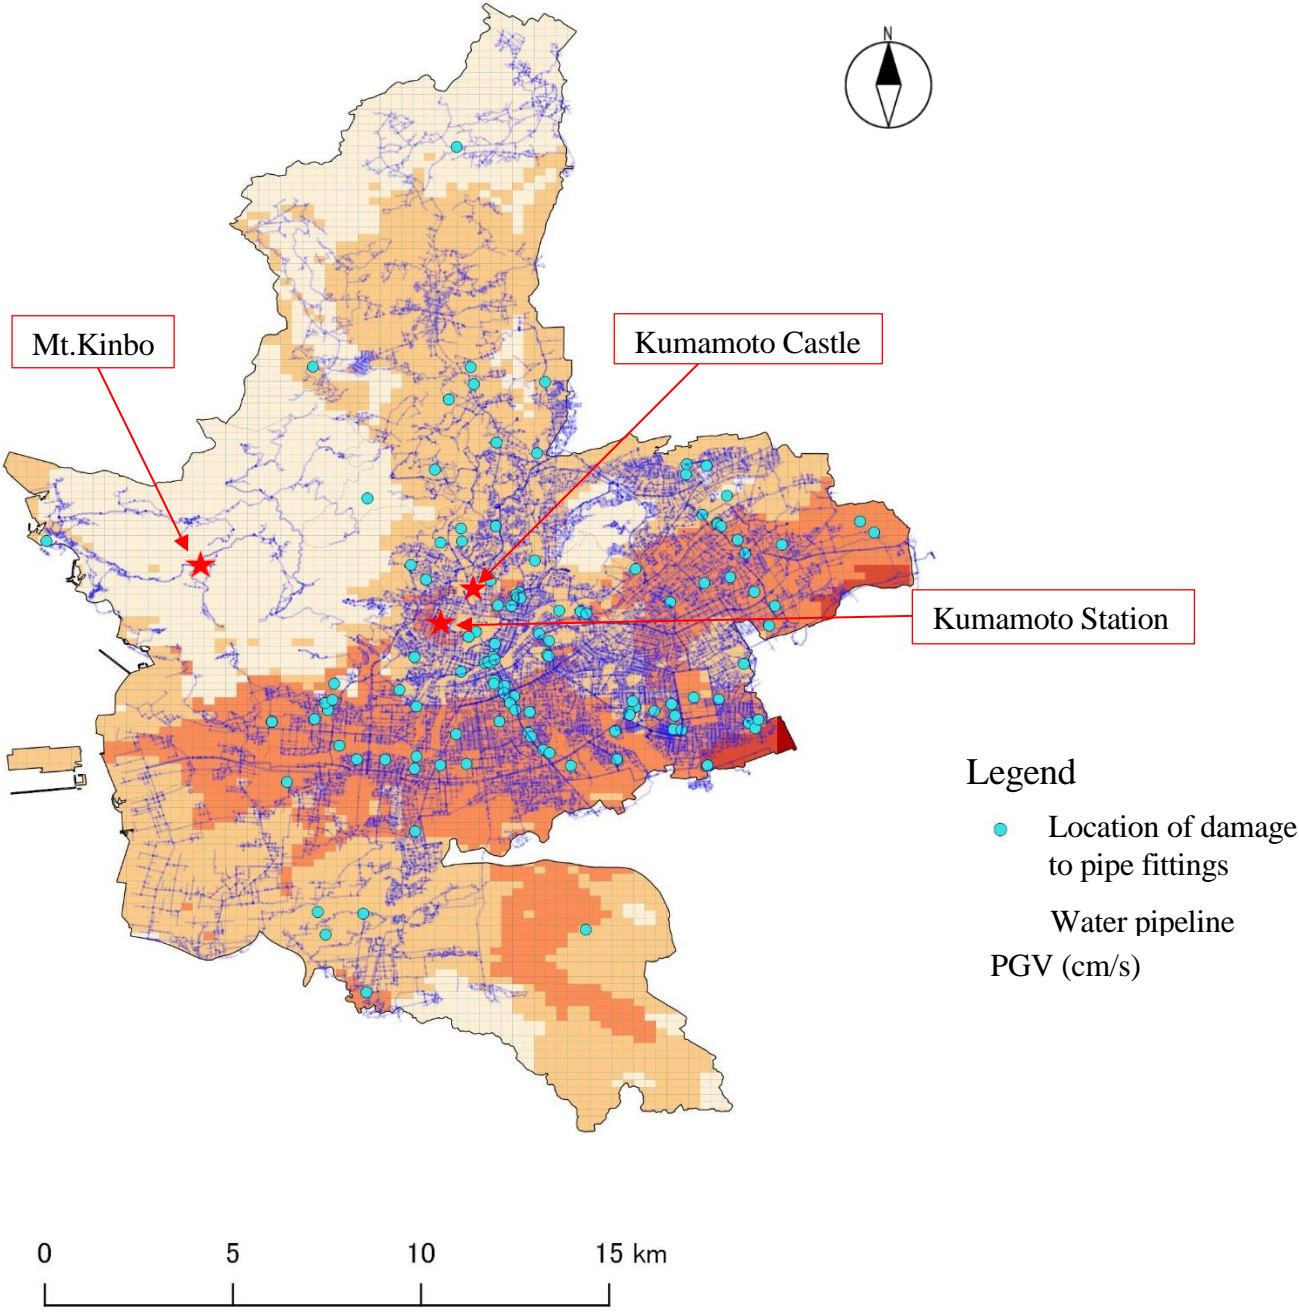 N
Mt.Kinbo
Kumamoto Castle
Kumamoto Station
Legend
Location of damage
to pipe fittings
Water pipeline
PGV (cm/s)
0 5 10 15 km